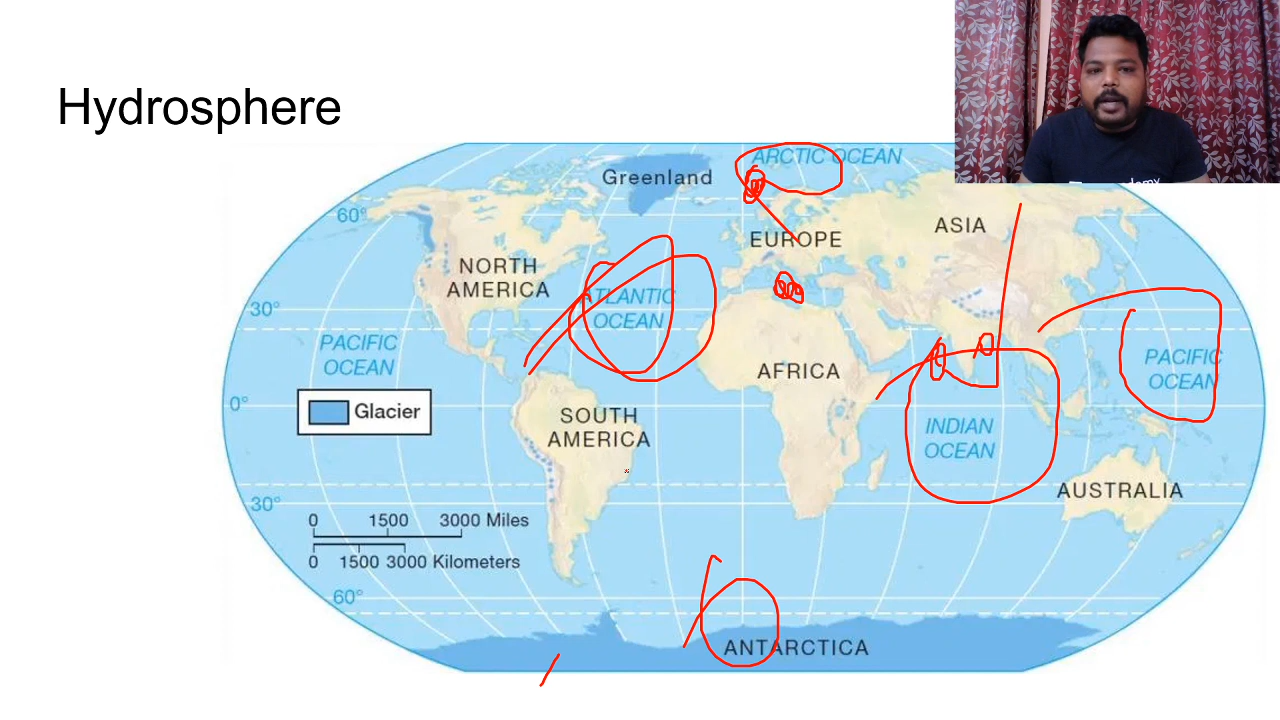 Hydrosphere
ARCTIC OCEAN
Greenland
60°
EUROPE
ASIA
NORTH
AMERICA
ATLANTIC
OCEAN
30°
PACIFIC
OCEAN
PACIFIC
OCEAN
AFRICA
Glacier
0°
SOUTH
AMERICA
INDIAN
OCEAN
AUSTRALIA
30°
0 1500 3000 Miles
0 1500 3000 Kilometers
60°
ANTARCTICA